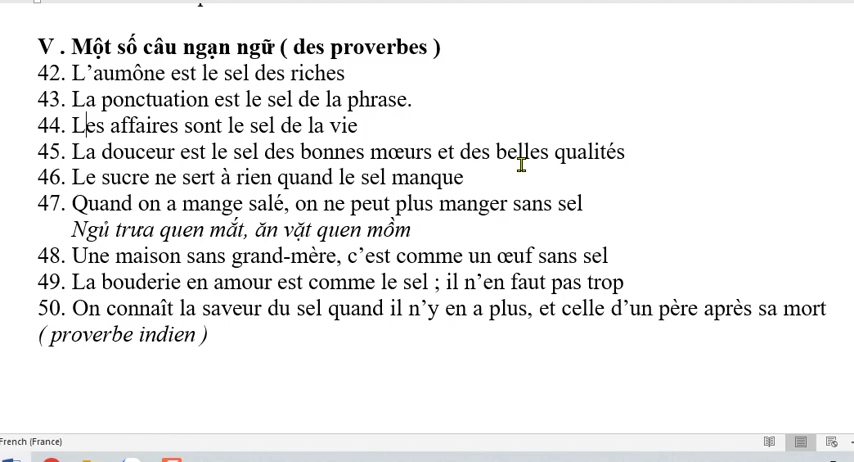 V . Một số câu ngạn ngữ ( des proverbes )
42. L’aumône est le sel des riches
43. La ponctuation est le sel de la phrase.
44. Les affaires sont le sel de la vie
45. La douceur est le sel des bonnes mœurs et des belles qualités
46. Le sucre ne sert à rien quand le sel manque
47. Quand on a mange salé, on ne peut plus manger sans sel
Ngủ trưa quen mắt, ăn vặt quen mồm
48. Une maison sans grand-mère, c’est comme un œuf sans sel
49. La bouderie en amour est comme le sel ; il n’en faut pas trop
50. On connaît la saveur du sel quand il n’y en a plus, et celle d’un père après sa mort
( proverbe indien )
French (France)